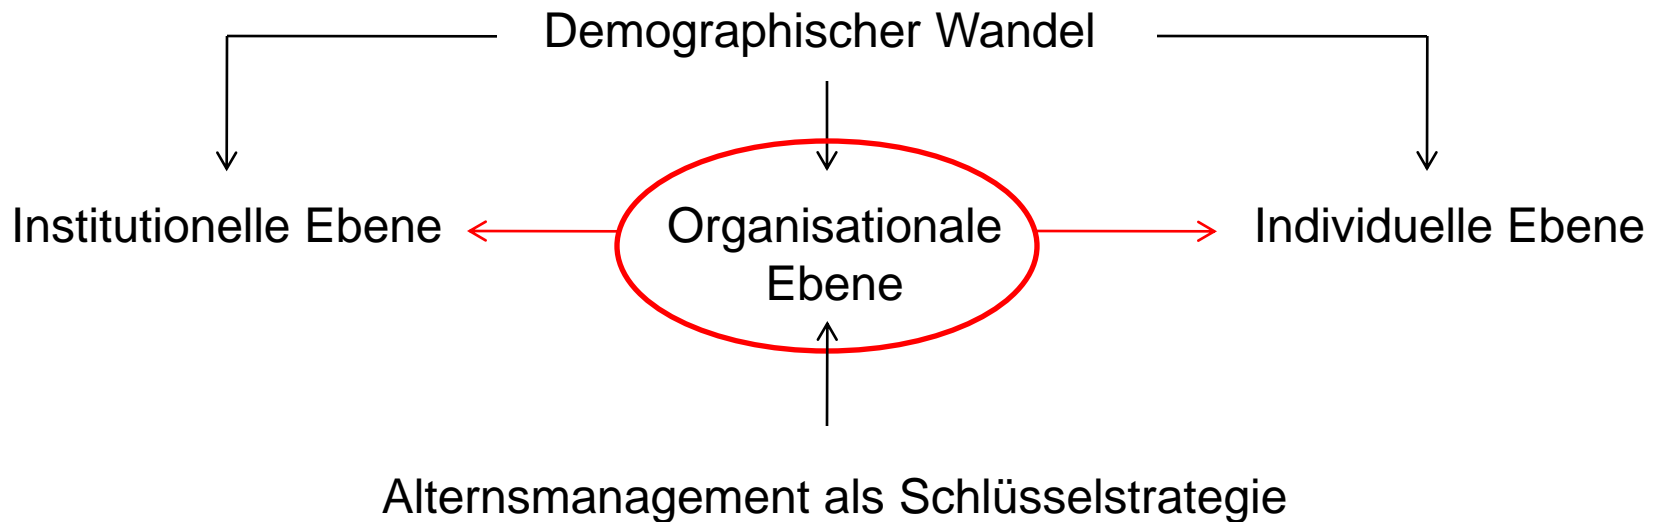 Demographischer Wandel
Institutionelle Ebene
Organisationale
Ebene
Individuelle Ebene
Alternsmanagement als Schlüsselstrategie